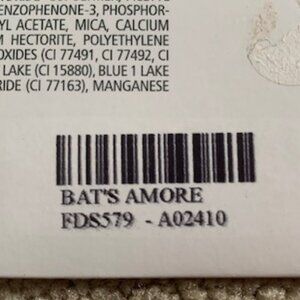 BENZOPHENONE-3, PHOSPHOR-
YL ACETATE, MICA, CALCIUM
M HECTORITE, POLYETHYLENE
OXIDES (CI 77491, CI 77492, CI
LAKE (CI 15880), BLUE 1 LAKE
RIDE (CI 77163), MANGANESE
BAT'S AMORE
FDS579 - A02410